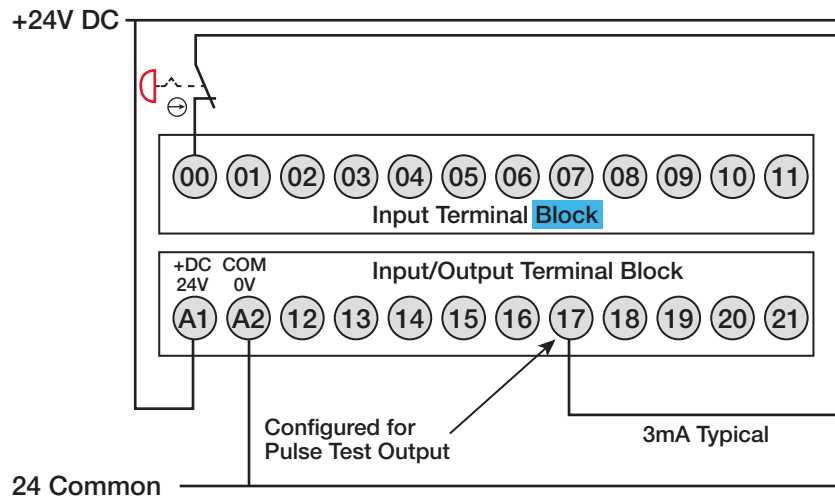 +24V DC
00 01 02 03 04 05 06 07 08 09 10 11
Input Terminal Block
+DC COM
24V 0V
Input/Output Terminal Block
A1 A2 12 13 14 15 16 17 18 19 20 21
Configured for
Pulse Test Output
3mA Typical
24 Common